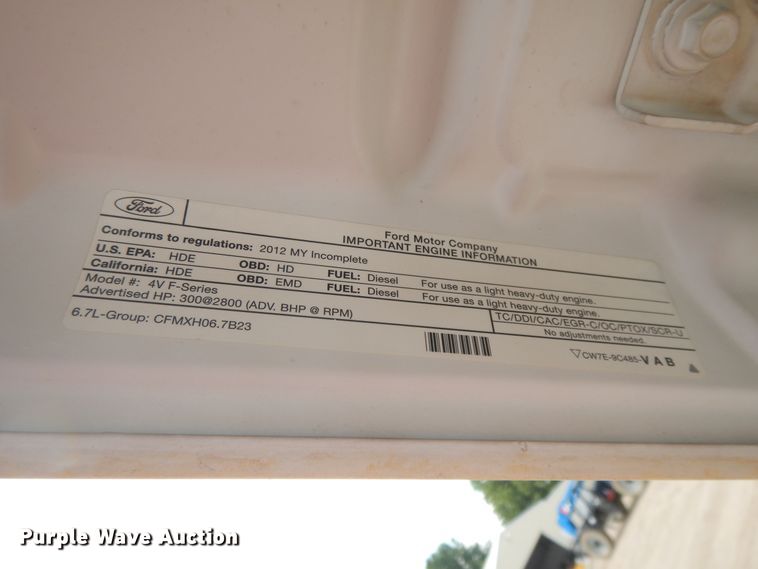 Ford
Ford Motor Company
IMPORTANT ENGINE INFORMATION
Conforms to regulations: 2012 MY Incomplete
U.S. EPA: HDE OBD: HD FUEL: Diesel For use as a light heavy-duty engine.
California: HDE OBD: EMD FUEL: Diesel For use as a light heavy-duty engine.
Model #: 4V F-Series
TC/DDI/CAC/EGR-C/OC/PTOX/SCR-U
Advertised HP: 300@2800 (ADV. BHP @ RPM)
No adjustments needed.
6.7L-Group: CFMXH06.7B23
CW7E-9C485-VAB
Purple Wave Auction